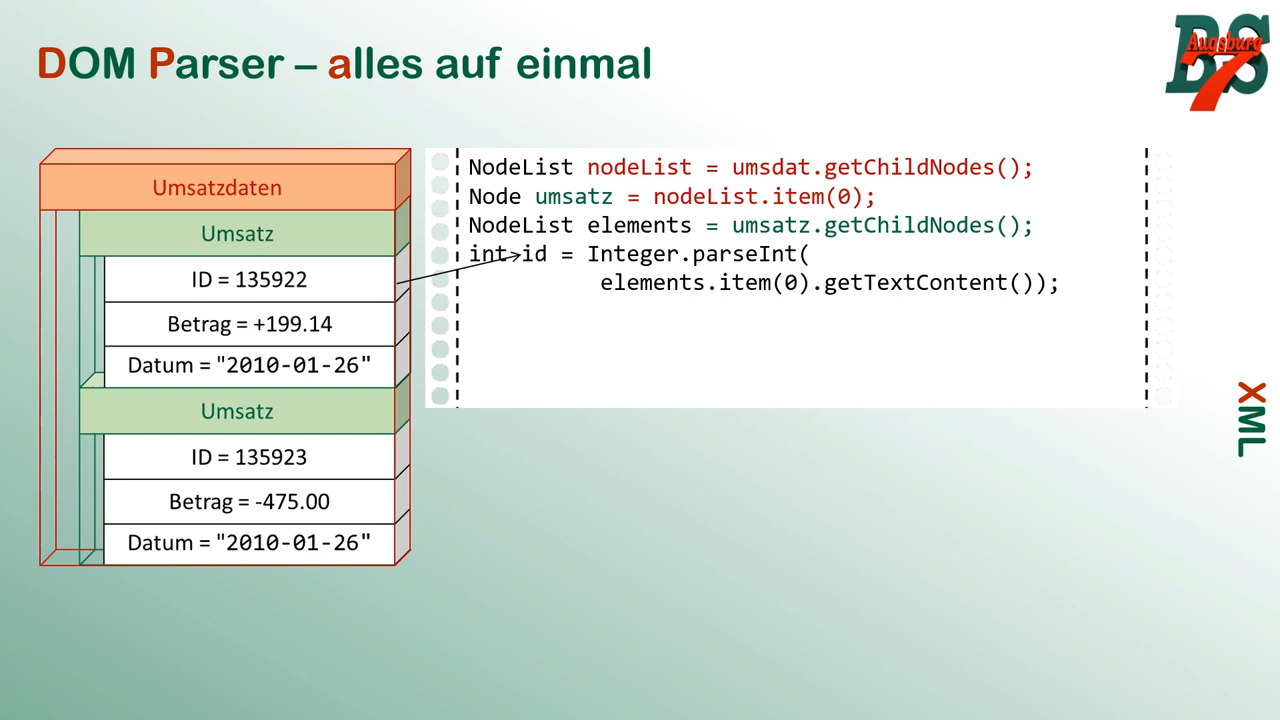 DOM Parser – alles auf einmal
BS
Augsburg
7
Umsatzdaten
Umsatz
ID = 135922
Betrag = +199.14
Datum = "2010-01-26"
Umsatz
ID = 135923
Betrag = -475.00
Datum = "2010-01-26"
NodeList nodeList = umsdat.getChildNodes();
Node umsatz = nodeList.item(0);
NodeList elements = umsatz.getChildNodes();
int id = Integer.parseInt(
elements.item(0).getTextContent());
XML